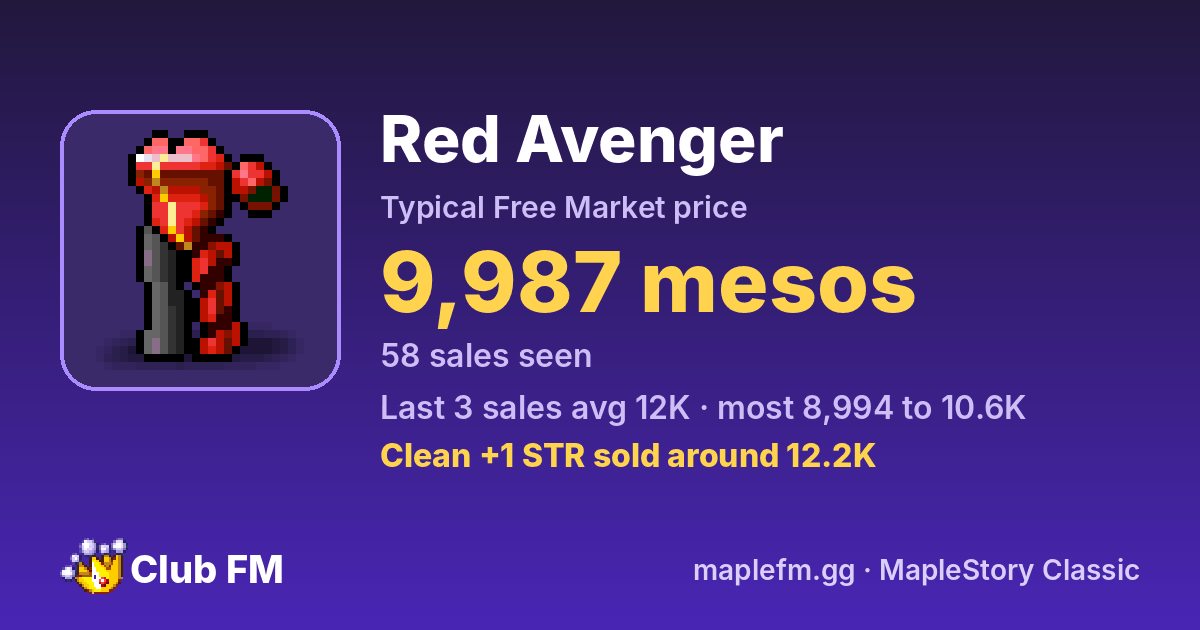 Red Avenger
Typical Free Market price
9,987 mesos
58 sales seen
Last 3 sales avg 12K · most 8,994 to 10.6K
Clean +1 STR sold around 12.2K
Club FM
maplefm.gg · MapleStory Classic